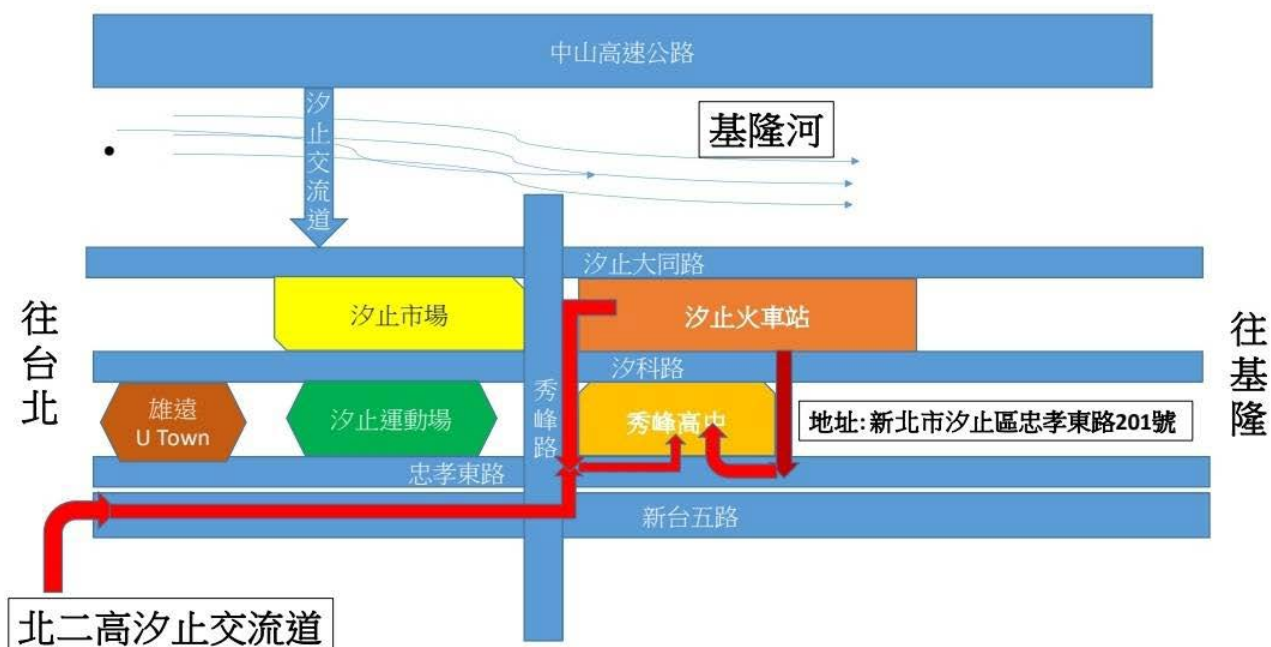 中山高速公路
汐止交流道
基隆河
汐止大同路
往台北
汐止市場
汐止火車站
往基隆
汐科路
秀峰路
雄遠
U Town
汐止運動場
秀峰高中
地址:新北市汐止區忠孝東路201號
忠孝東路
新台五路
北二高汐止交流道